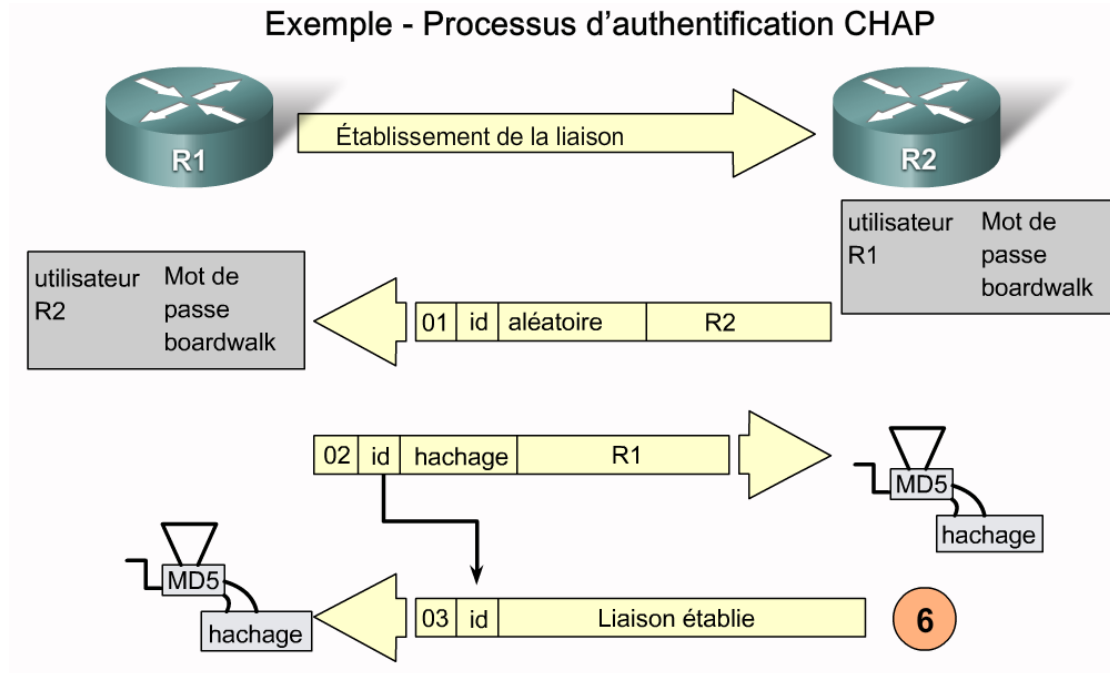 Exemple - Processus d'authentification CHAP
R1
Établissement de la liaison
R2
utilisateur Mot de
R1 passe
boardwalk
utilisateur Mot de
R2 passe
boardwalk
01 id aléatoire R2
02 id hachage R1
MD5
hachage
MD5
hachage
03 id Liaison établie
6